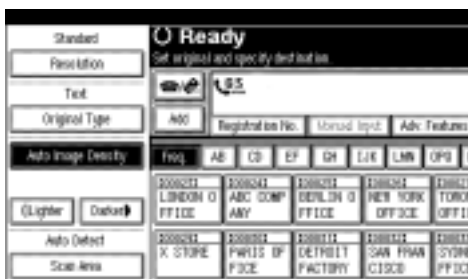 Standard
Resolution
Text
Original Type
Auto Image Density
Lighter
Darker
Auto Detect
Scan Area
Ready
Set original and specify destination.
G3
Add
Registration No.
Manual Input
Adv. Features
Freq.
AB
CD
EF
GH
IJK
LMN
OPQ
LONDON O
FFICE
ABC COMP
ANY
BERLIN O
FFICE
NEW YORK
OFFICE
X STORE
PARIS OF
FICE
DETROIT
FACTORY
SAN FRAN
CISCO